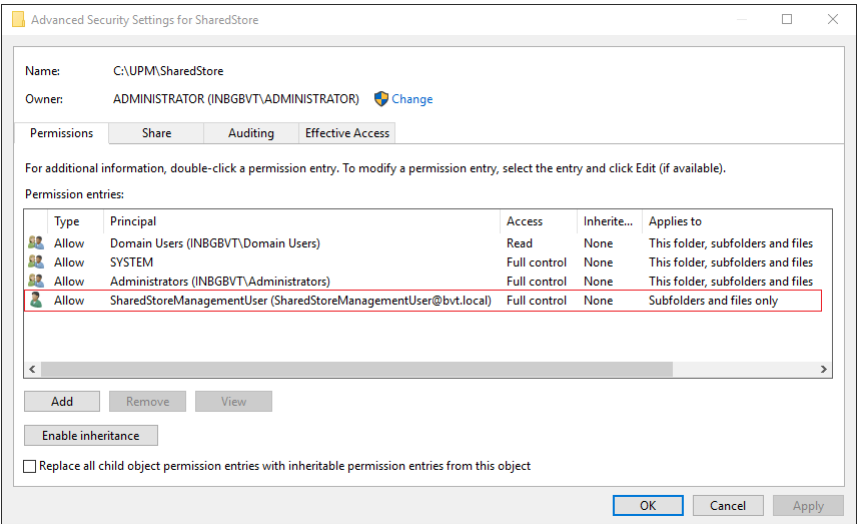 Advanced Security Settings for SharedStore
Name: C:\UPM\SharedStore
Owner: ADMINISTRATOR (INBGBVT\ADMINISTRATOR) Change
Permissions Share Auditing Effective Access
For additional information, double-click a permission entry. To modify a permission entry, select the entry and click Edit (if available).
Permission entries:
Type Principal Access Inherite... Applies to
Allow Domain Users (INBGBVT\Domain Users) Read None This folder, subfolders and files
Allow SYSTEM Full control None This folder, subfolders and files
Allow Administrators (INBGBVT\Administrators) Full control None This folder, subfolders and files
Allow SharedStoreManagementUser (SharedStoreManagementUser@bvt.local) Full control None Subfolders and files only
Add Remove View
Enable inheritance
Replace all child object permission entries with inheritable permission entries from this object
OK Cancel Apply